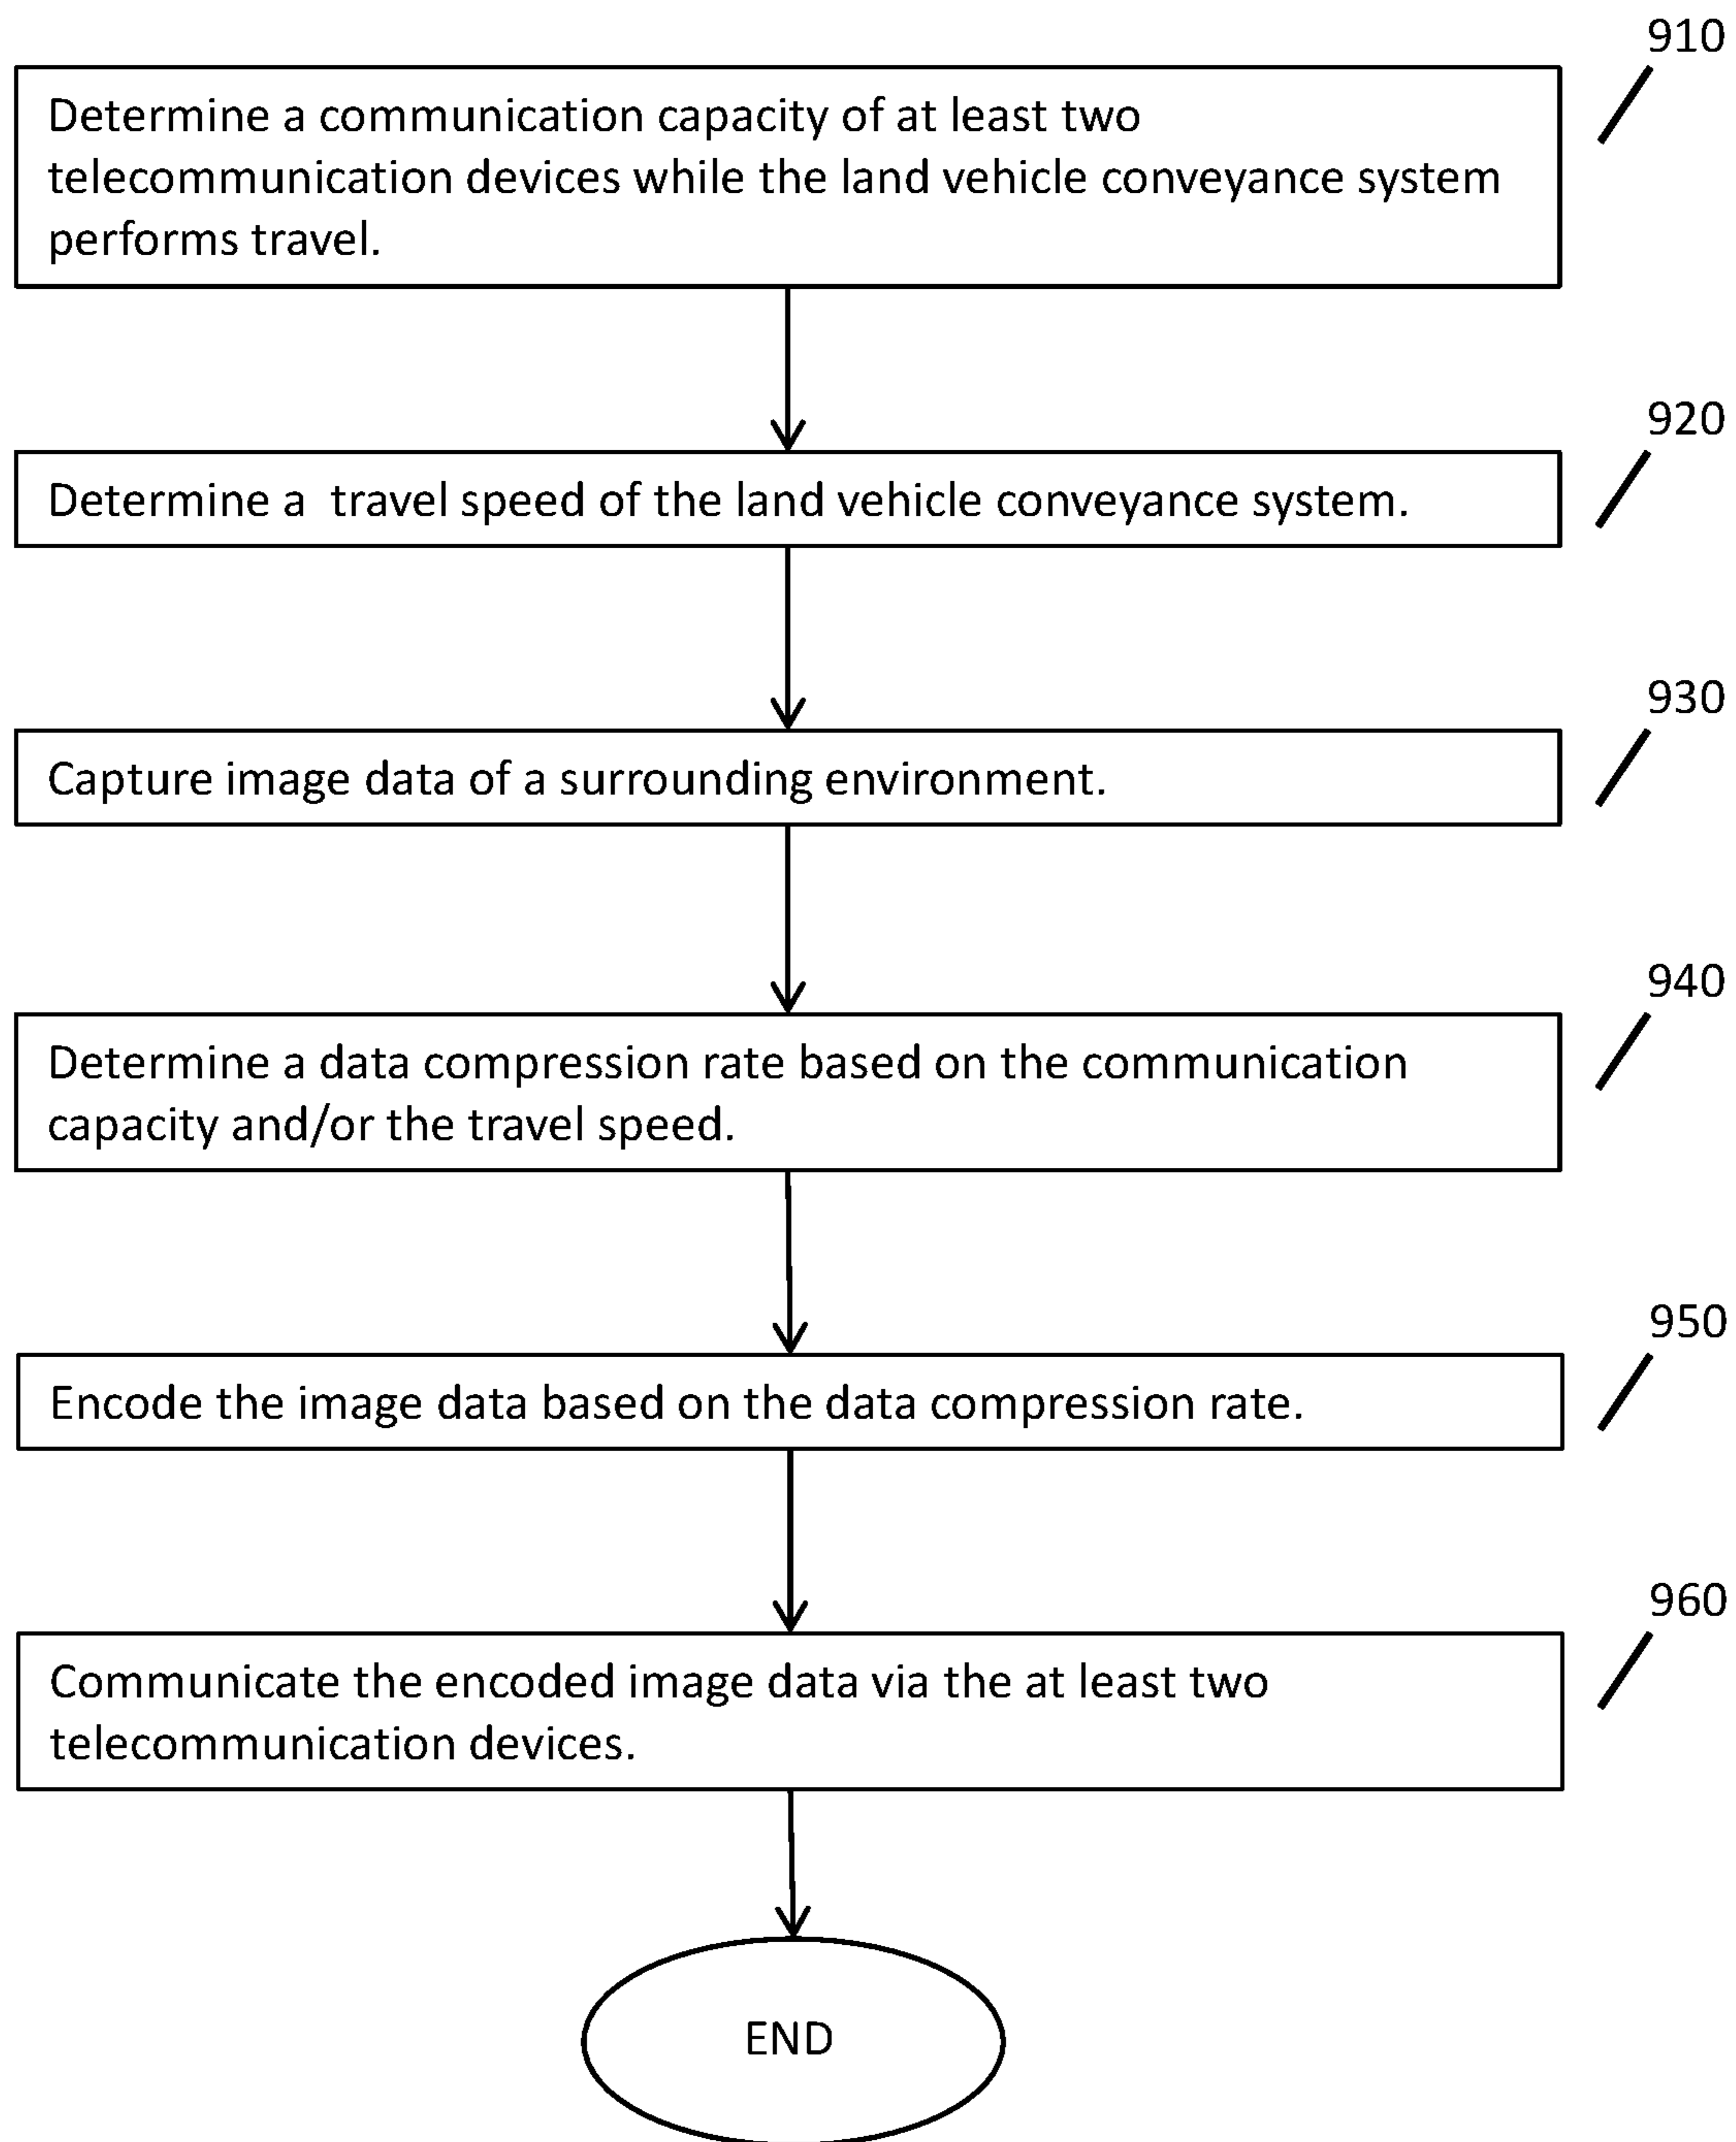 910
Determine a communication capacity of at least two
telecommunication devices while the land vehicle conveyance system
performs travel.
920
Determine a  travel speed of the land vehicle conveyance system.
930
Capture image data of a surrounding environment.
940
Determine a data compression rate based on the communication
capacity and/or the travel speed.
950
Encode the image data based on the data compression rate.
960
Communicate the encoded image data via the at least two
telecommunication devices.
END